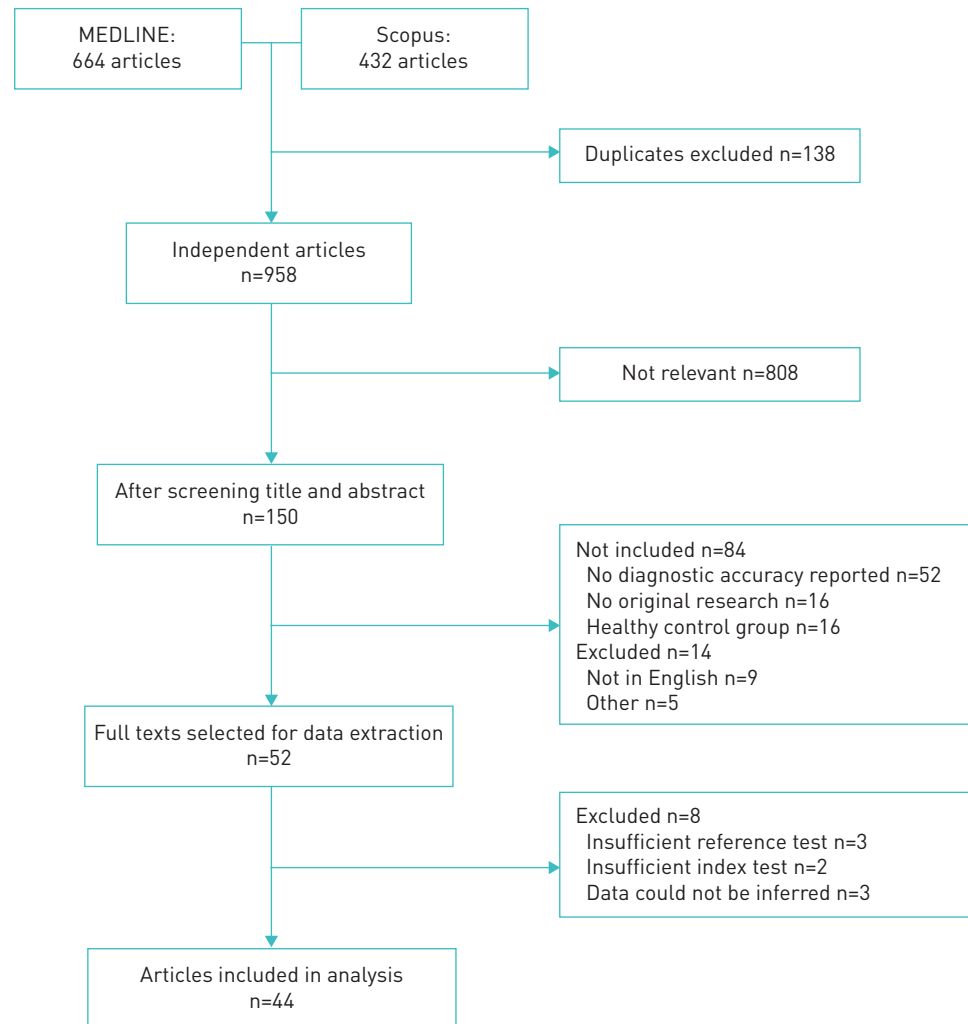 MEDLINE:
664 articles
Scopus:
432 articles
Duplicates excluded n=138
Independent articles
n=958
Not relevant n=808
After screening title and abstract
n=150
Not included n=84
No diagnostic accuracy reported n=52
No original research n=16
Healthy control group n=16
Excluded n=14
Not in English n=9
Other n=5
Full texts selected for data extraction
n=52
Excluded n=8
Insufficient reference test n=3
Insufficient index test n=2
Data could not be inferred n=3
Articles included in analysis
n=44